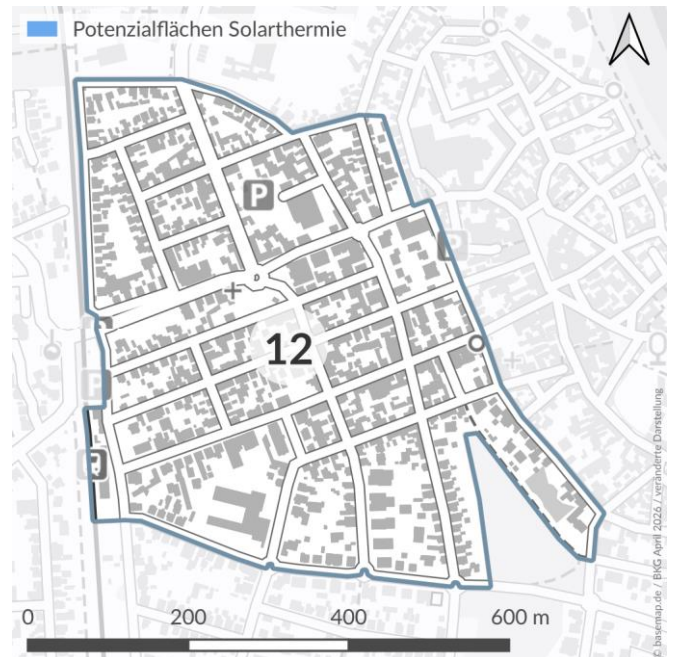 Potenzialflächen Solarthermie
P
P
12
P
0 200 400 600 m
© basemap.de / BKG April 2026 / veränderte Darstellung